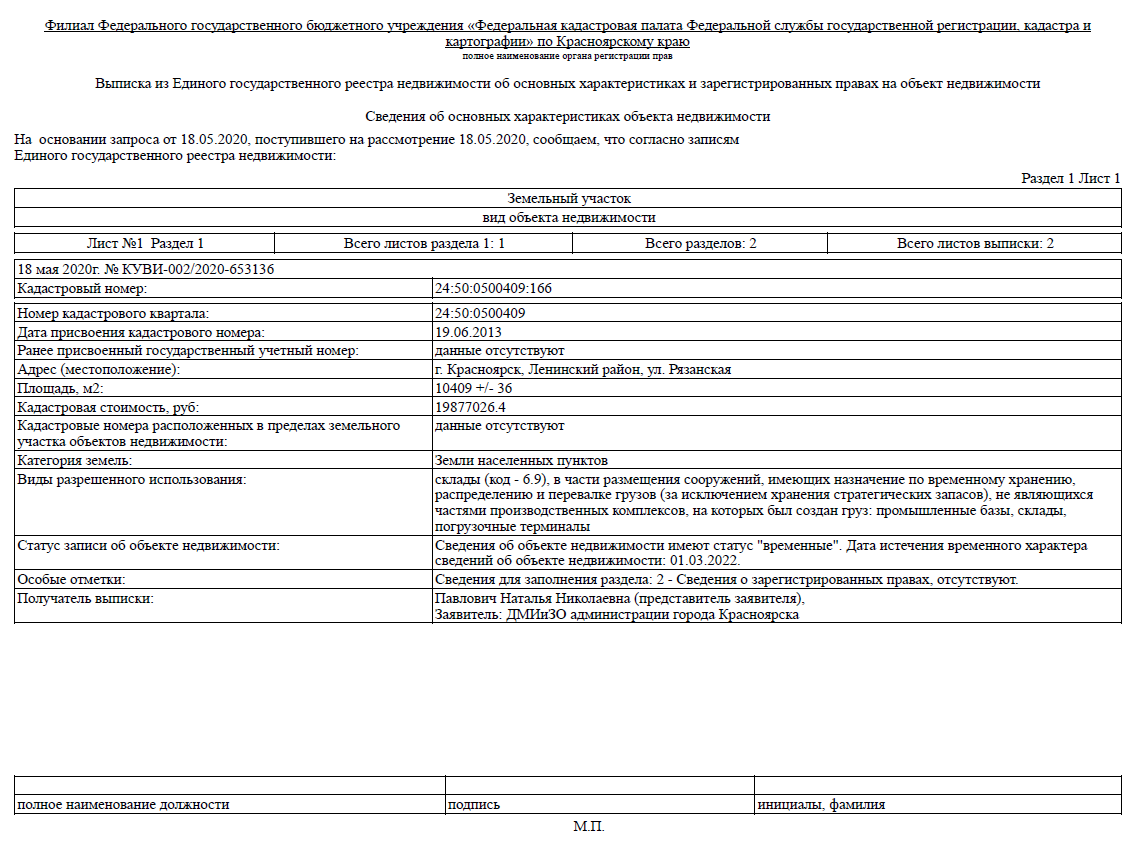 Филиал Федерального государственного бюджетного учреждения «Федеральная кадастровая палата Федеральной службы государственной регистрации, кадастра и
картографии» по Красноярскому краю
полное наименование органа регистрации прав
Выписка из Единого государственного реестра недвижимости об основных характеристиках и зарегистрированных правах на объект недвижимости
Сведения об основных характеристиках объекта недвижимости
На основании запроса от 18.05.2020, поступившего на рассмотрение 18.05.2020, сообщаем, что согласно записям
Единого государственного реестра недвижимости:
Раздел 1 Лист 1
Земельный участок
вид объекта недвижимости
Лист №1 Раздел 1 Всего листов раздела 1: 1 Всего разделов: 2 Всего листов выписки: 2
18 мая 2020г. № КУВИ-002/2020-653136
Кадастровый номер: 24:50:0500409:166
Номер кадастрового квартала: 24:50:0500409
Дата присвоения кадастрового номера: 19.06.2013
Ранее присвоенный государственный учетный номер: данные отсутствуют
Адрес (местоположение): г. Красноярск, Ленинский район, ул. Рязанская
Площадь, м2: 10409 +/- 36
Кадастровая стоимость, руб: 19877026.4
Кадастровые номера расположенных в пределах земельного данные отсутствуют
участка объектов недвижимости:
Категория земель: Земли населенных пунктов
Виды разрешенного использования: склады (код - 6.9), в части размещения сооружений, имеющих назначение по временному хранению,
распределению и перевалке грузов (за исключением хранения стратегических запасов), не являющихся
частями производственных комплексов, на которых был создан груз: промышленные базы, склады,
погрузочные терминалы
Статус записи об объекте недвижимости: Сведения об объекте недвижимости имеют статус "временные". Дата истечения временного характера
сведений об объекте недвижимости: 01.03.2022.
Особые отметки: Сведения для заполнения раздела: 2 - Сведения о зарегистрированных правах, отсутствуют.
Получатель выписки: Павлович Наталья Николаевна (представитель заявителя),
Заявитель: ДМИиЗО администрации города Красноярска
полное наименование должности подпись инициалы, фамилия
М.П.